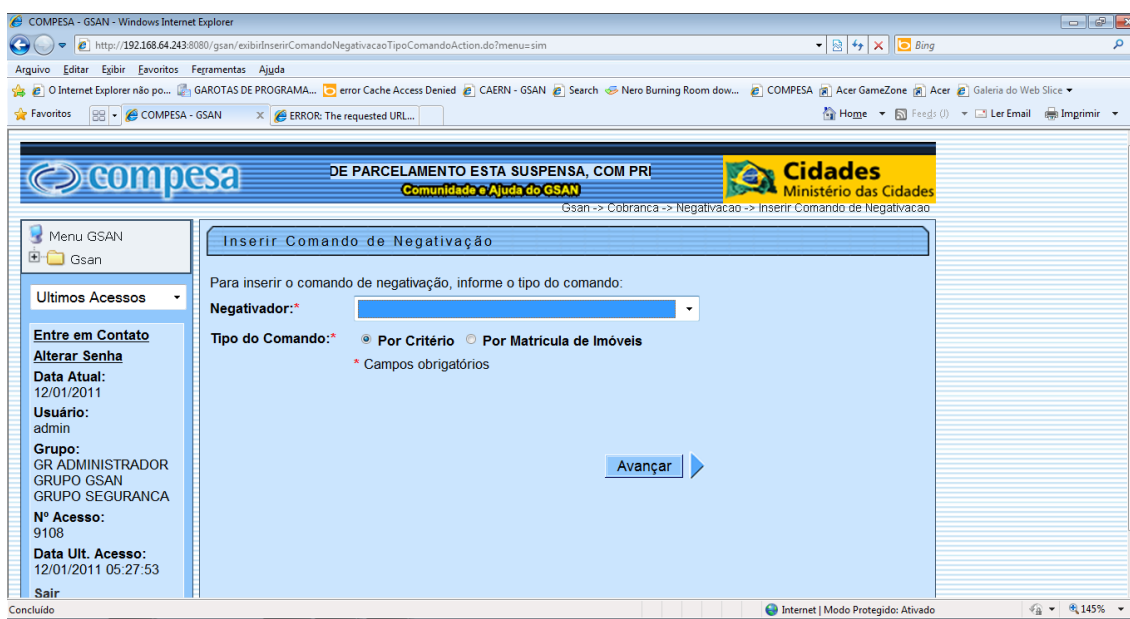 COMPESA - GSAN - Windows Internet Explorer
http://192.168.64.243:8080/gsan/exibirInserirComandoNegativacaoTipoComandoAction.do?menu=sim
Bing
Arquivo Editar Exibir Favoritos Ferramentas Ajuda
O Internet Explorer não po... GAROTAS DE PROGRAMA... error Cache Access Denied CAERN - GSAN Search Nero Burning Room dow... COMPESA Acer GameZone Acer Galeria do Web Slice
Favoritos COMPESA - GSAN X ERROR: The requested URL... Home Feeds (J) Ler Email Imprimir
compesa
DE PARCELAMENTO ESTA SUSPENSA, COM PRI
Comunidade e Ajuda do GSAN
Cidades
Ministério das Cidades
Gsan -> Cobranca -> Negativacao -> Inserir Comando de Negativacao
Menu GSAN
Gsan
Ultimos Acessos
Entre em Contato
Alterar Senha
Data Atual:
12/01/2011
Usuário:
admin
Grupo:
GR ADMINISTRADOR
GRUPO GSAN
GRUPO SEGURANCA
Nº Acesso:
9108
Data Ult. Acesso:
12/01/2011 05:27:53
Sair
Inserir Comando de Negativação
Para inserir o comando de negativação, informe o tipo do comando:
Negativador:*
Tipo do Comando:* Por Critério Por Matricula de Imóveis
* Campos obrigatórios
Avançar
Concluído Internet | Modo Protegido: Ativado 145%